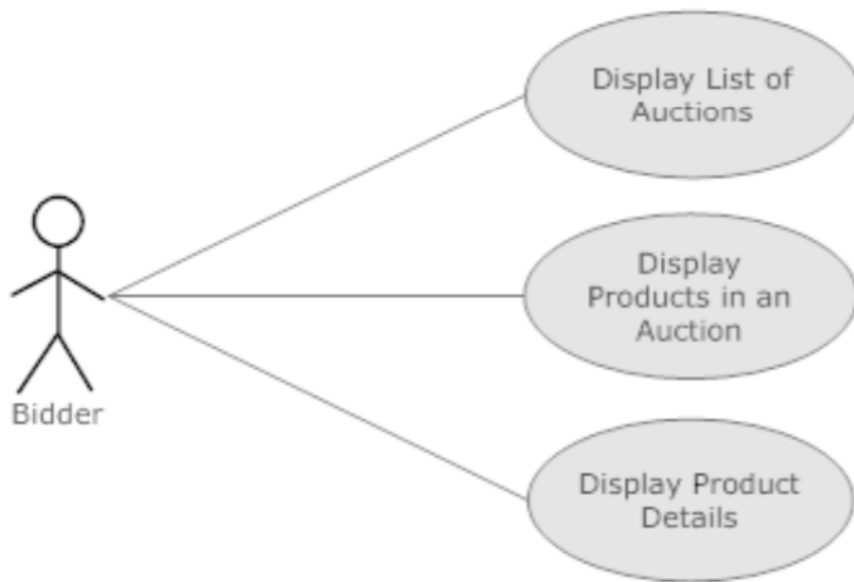 Display List of
Auctions
Display
Products in an
Auction
Bidder
Display Product
Details